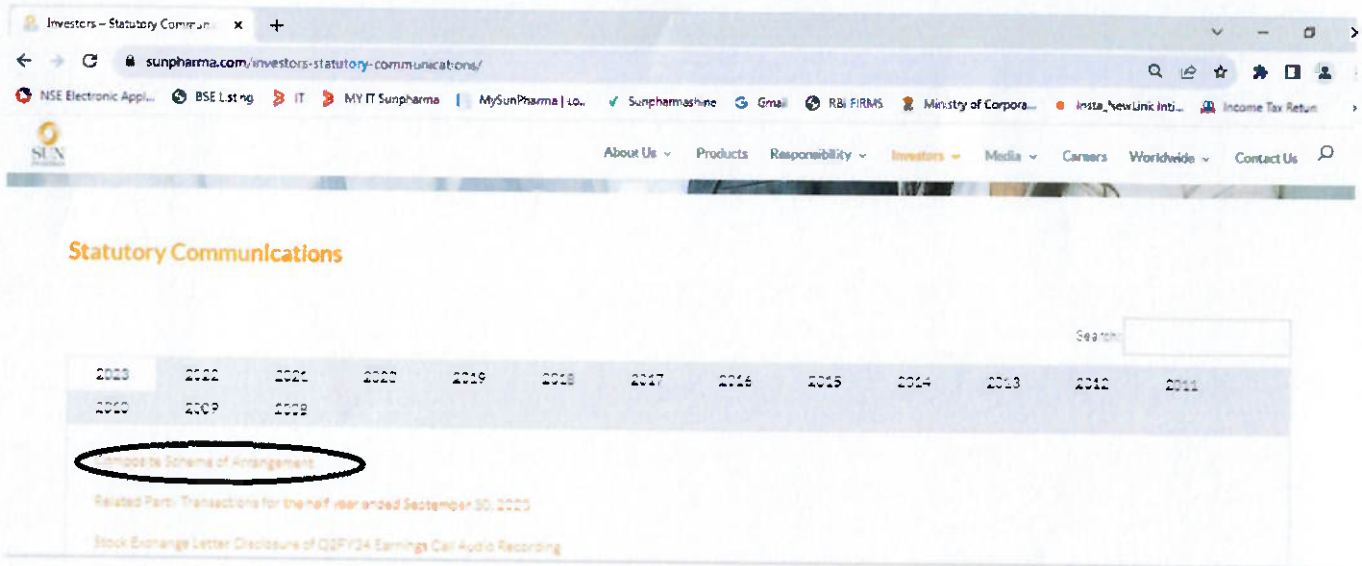 Investors – Statutory Commun
sunpharma.com/investors-statutory-communications/
NSE Electronic Appl... BSE Listing IT MY IT Sunpharma MySunPharma | Lo... Sunpharmashine Gmail RBI FIRMS Ministry of Corpora... Insta_NewLink Inti... Income Tax Return
SUN
About Us Products Responsibility Investors Media Careers Worldwide Contact Us
Statutory Communications
Search:
2023 2022 2021 2020 2019 2018 2017 2016 2015 2014 2013 2012 2011
2010 2009 2008
Composite Scheme of Arrangement
Related Party Transactions for the half year ended September 30, 2023
Stock Exchange Letter Disclosure of Q2FY24 Earnings Call Audio Recording